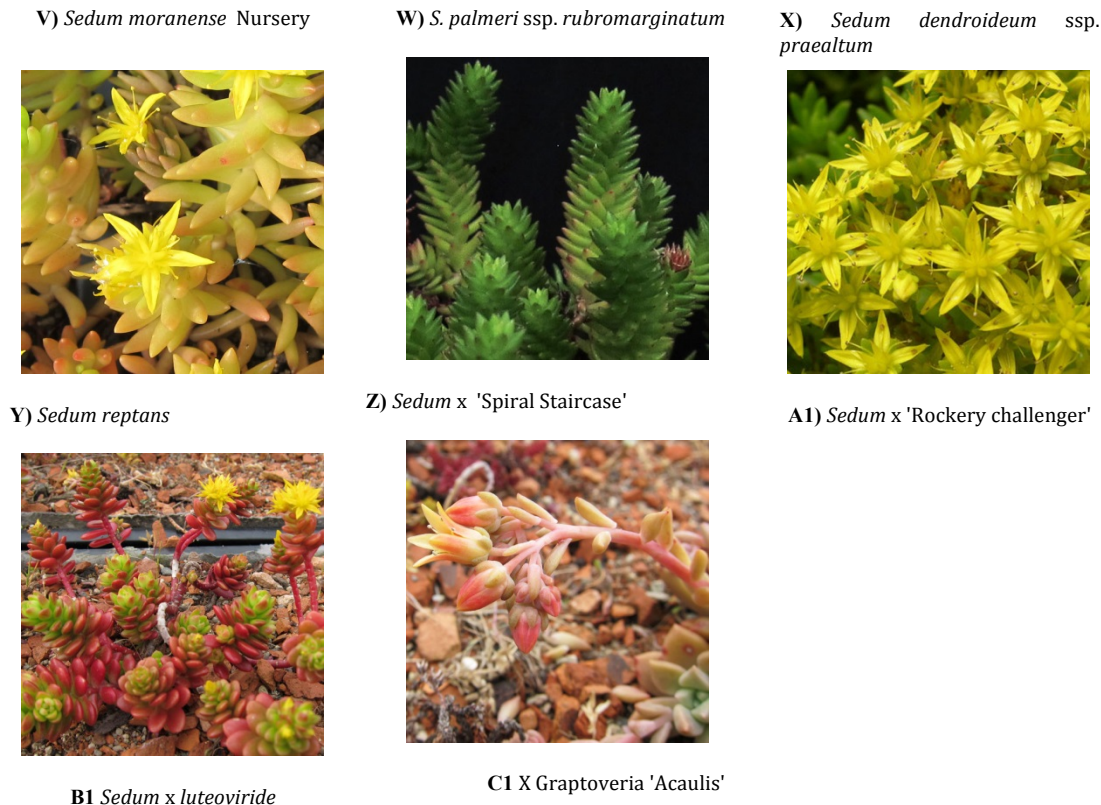 V) Sedum moranense Nursery
W) S. palmeri ssp. rubromarginatum
X) Sedum dendroideum ssp.
praealtum
Y) Sedum reptans
Z) Sedum x 'Spiral Staircase'
A1) Sedum x 'Rockery challenger'
B1 Sedum x luteoviride
C1 X Graptoveria 'Acaulis'